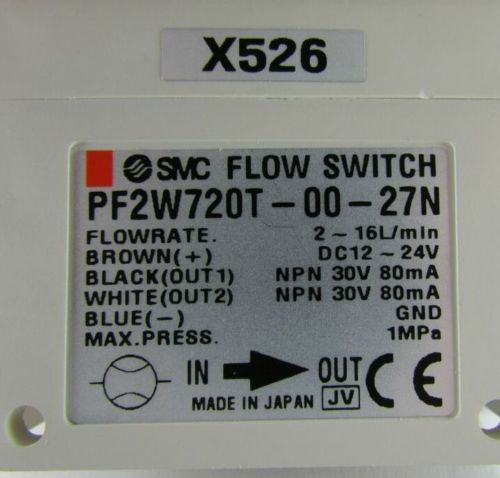 X526
SMC FLOW SWITCH
PF2W720T-00-27N
FLOWRATE. 2~16L/min
BROWN(+) DC12~24V
BLACK(OUT1) NPN 30V 80mA
WHITE(OUT2) NPN 30V 80mA
BLUE(-) GND
MAX.PRESS. 1MPa
IN OUT CE
MADE IN JAPAN JV